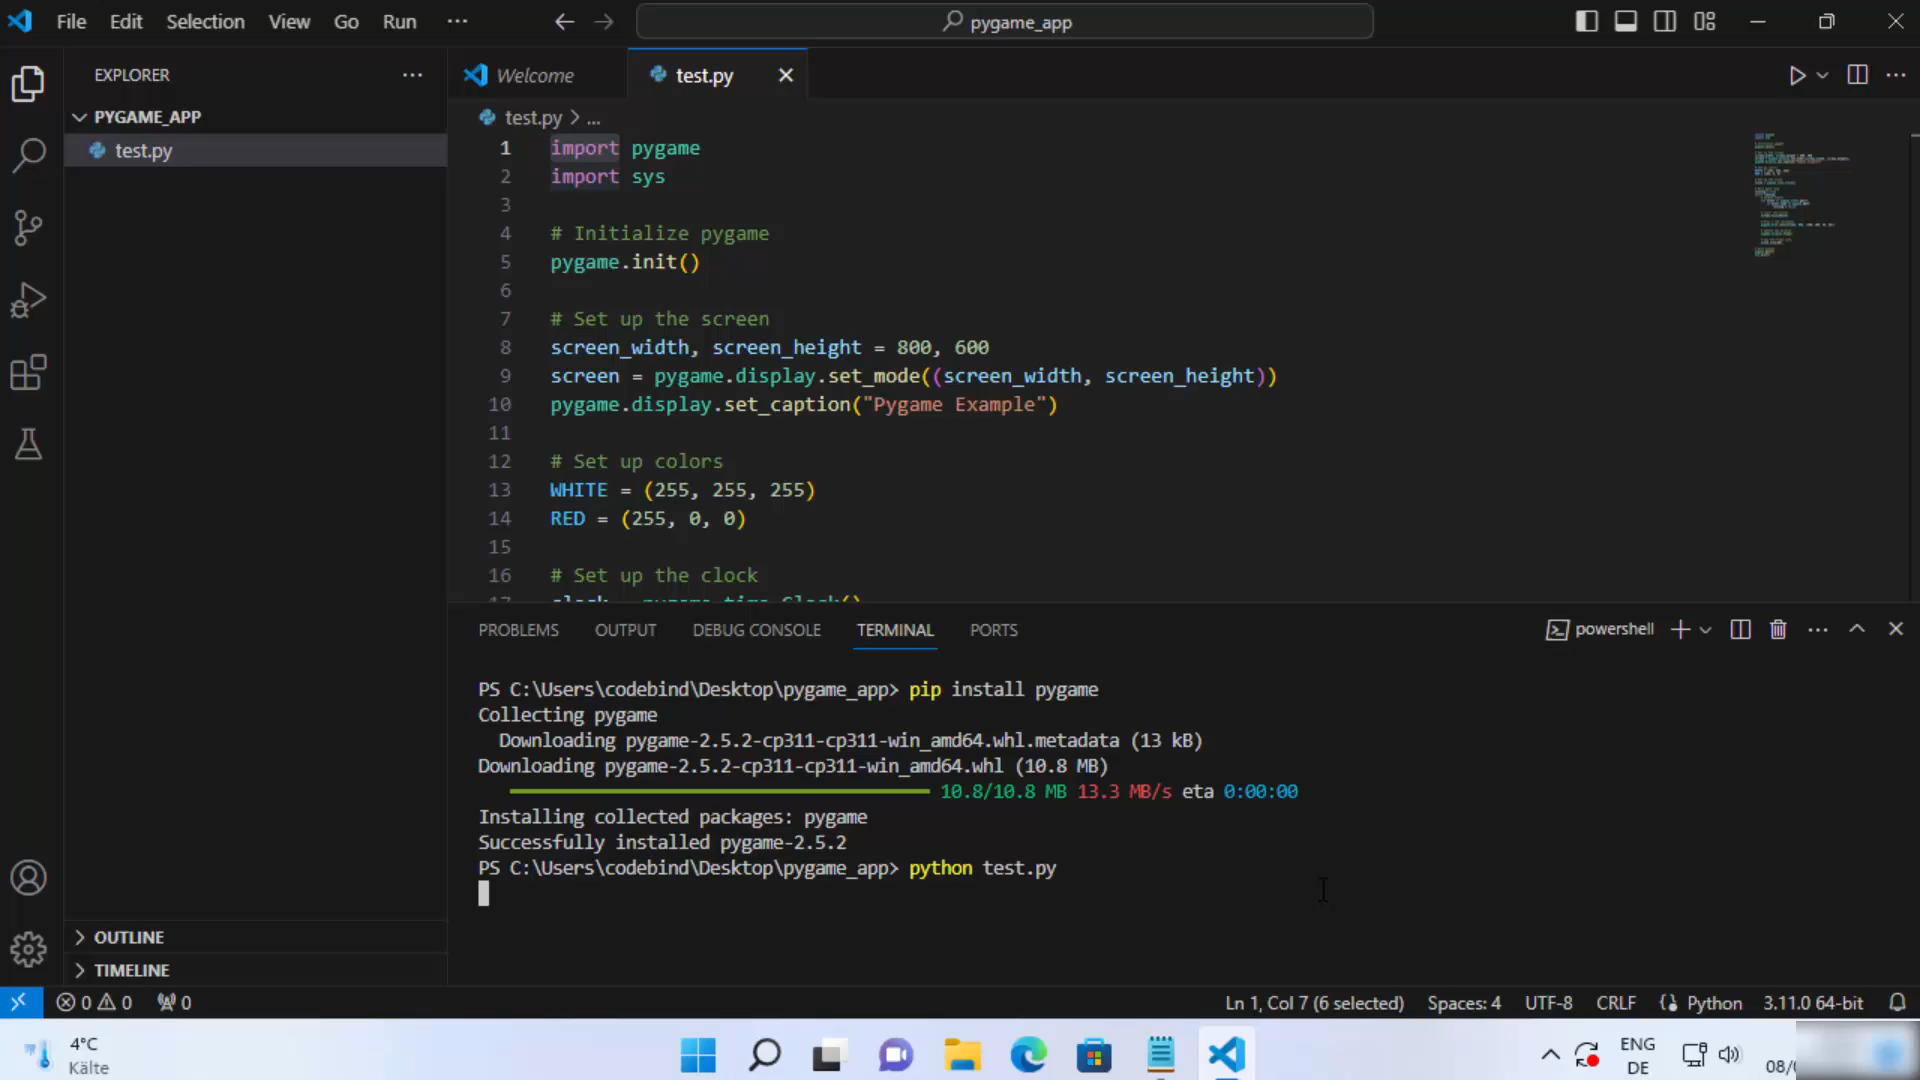 File Edit Selection View Go Run ···
pygame_app
EXPLORER
PYGAME_APP
test.py
OUTLINE
TIMELINE
Welcome
test.py
test.py > ...
1 import pygame
2 import sys
3
4 # Initialize pygame
5 pygame.init()
6
7 # Set up the screen
8 screen_width, screen_height = 800, 600
9 screen = pygame.display.set_mode((screen_width, screen_height))
10 pygame.display.set_caption("Pygame Example")
11
12 # Set up colors
13 WHITE = (255, 255, 255)
14 RED = (255, 0, 0)
15
16 # Set up the clock
17 clock = pygame.time.Clock()
PROBLEMS OUTPUT DEBUG CONSOLE TERMINAL PORTS
powershell
PS C:\Users\codebind\Desktop\pygame_app> pip install pygame
Collecting pygame
Downloading pygame-2.5.2-cp311-cp311-win_amd64.whl.metadata (13 kB)
Downloading pygame-2.5.2-cp311-cp311-win_amd64.whl (10.8 MB)
10.8/10.8 MB 13.3 MB/s eta 0:00:00
Installing collected packages: pygame
Successfully installed pygame-2.5.2
PS C:\Users\codebind\Desktop\pygame_app> python test.py
0 0 0
Ln 1, Col 7 (6 selected) Spaces: 4 UTF-8 CRLF Python 3.11.0 64-bit
4°C
Kälte
ENG
DE
08/